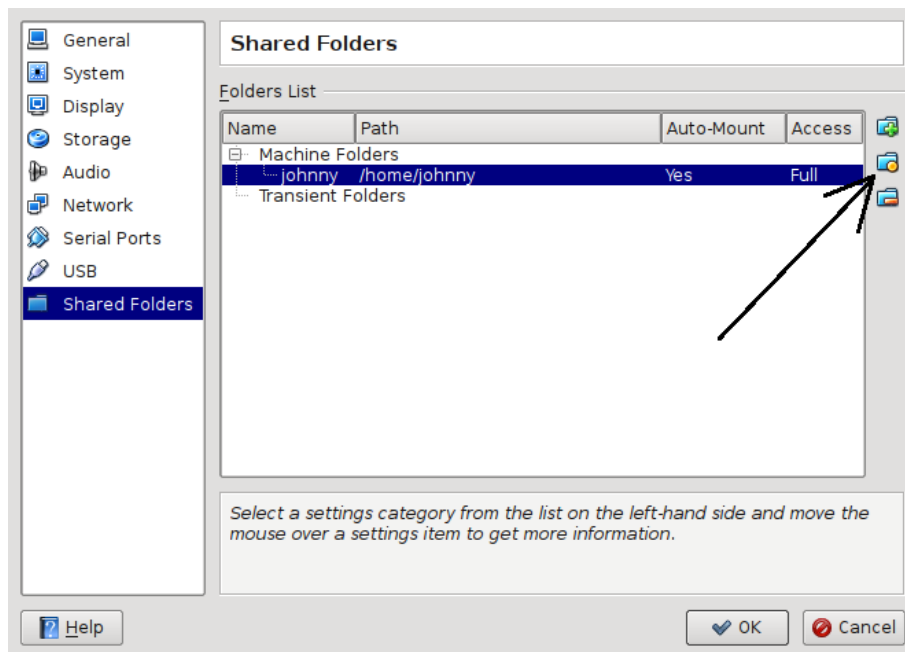 General
System
Display
Storage
Audio
Network
Serial Ports
USB
Shared Folders
Shared Folders
Folders List
Name Path Auto-Mount Access
Machine Folders
johnny /home/johnny Yes Full
Transient Folders
Select a settings category from the list on the left-hand side and move the
mouse over a settings item to get more information.
Help OK Cancel